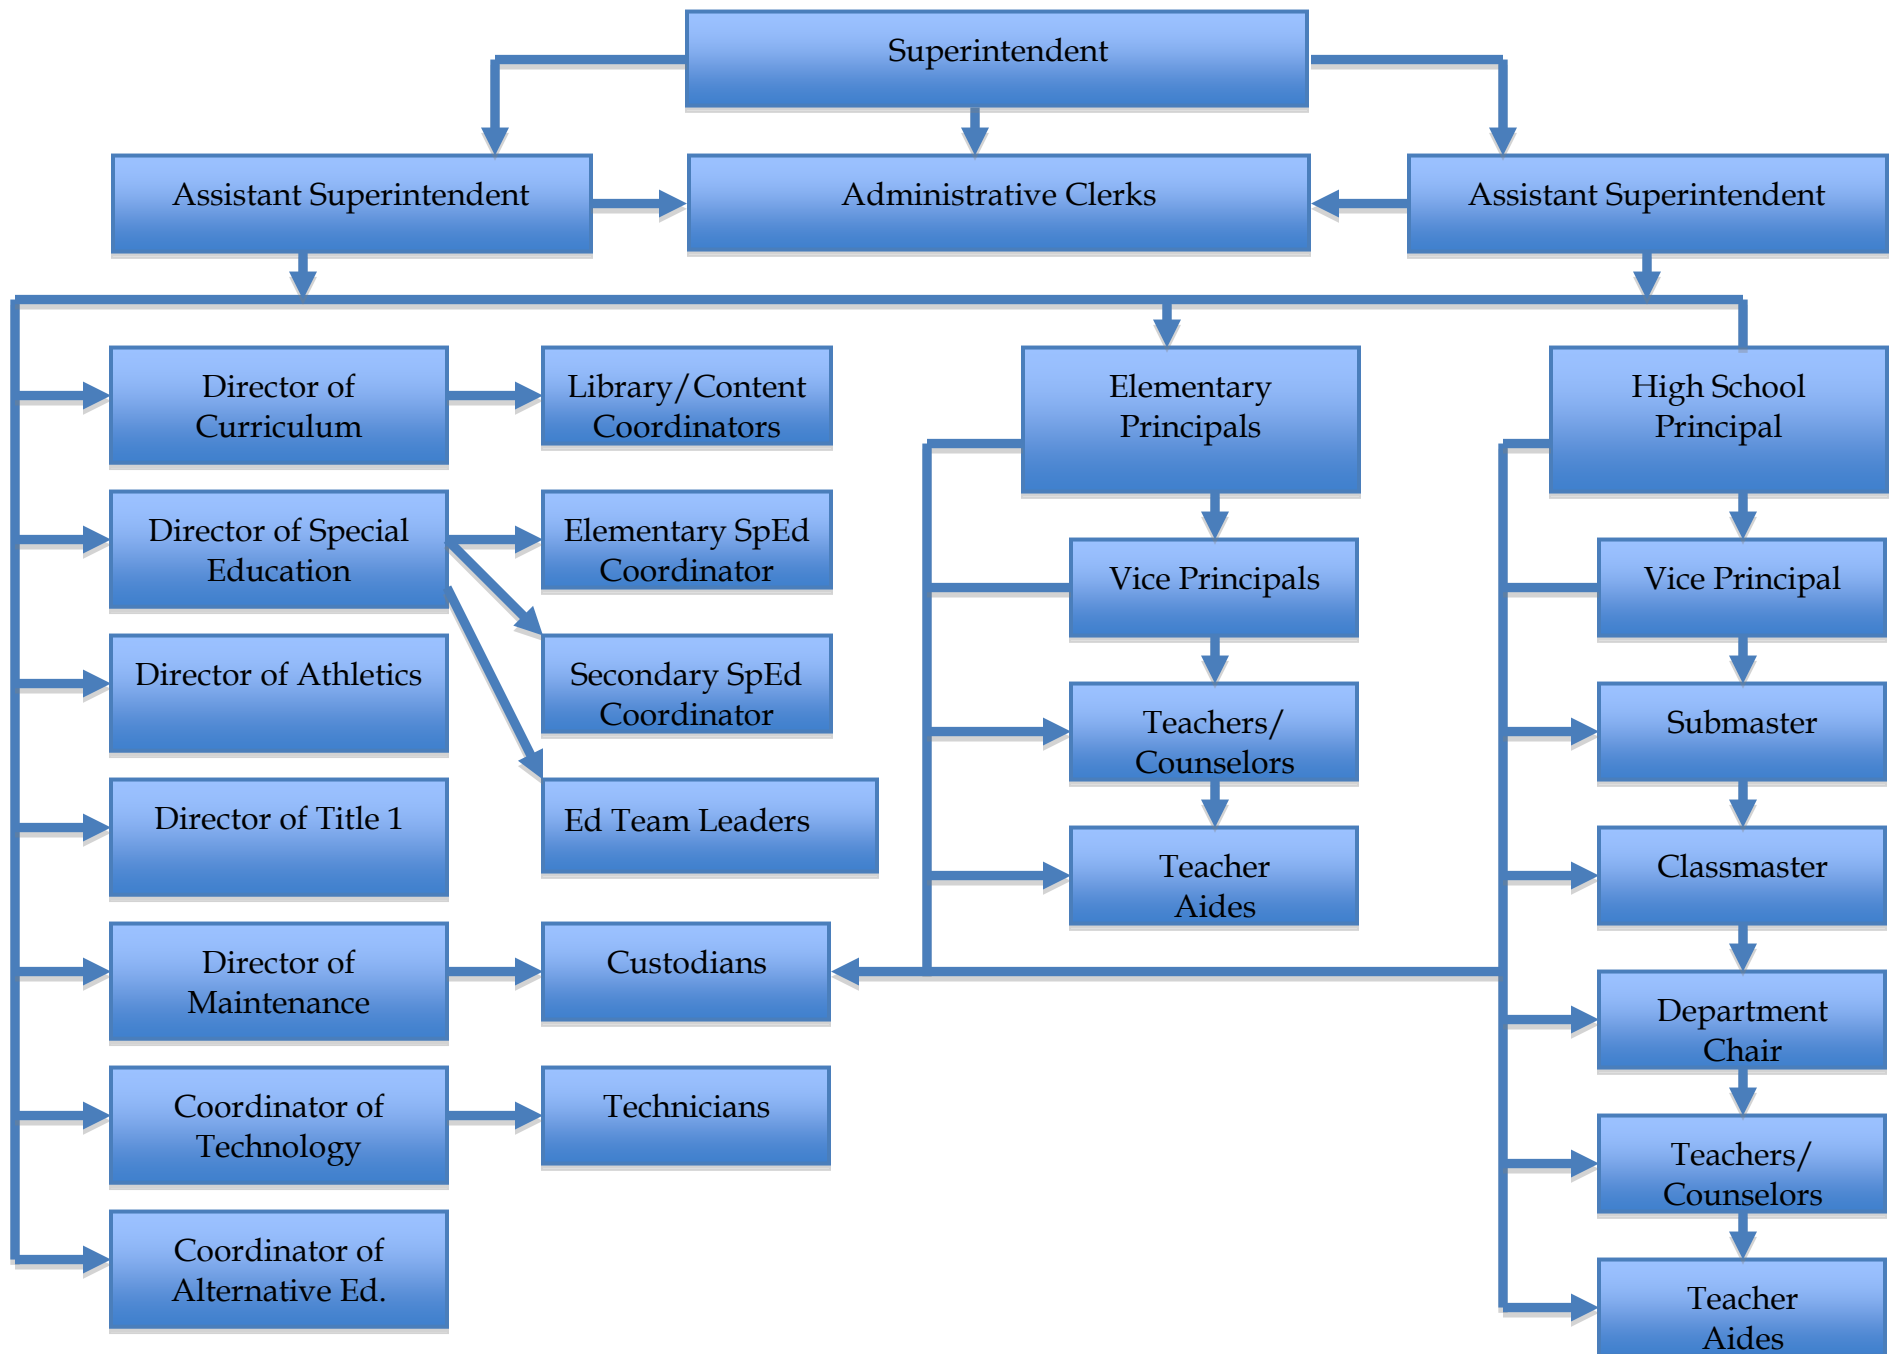 Superintendent
Assistant Superintendent
Administrative Clerks
Assistant Superintendent
Director of
Curriculum
Library/Content
Coordinators
Elementary
Principals
High School
Principal
Director of Special
Education
Elementary SpEd
Coordinator
Vice Principals
Vice Principal
Director of Athletics
Secondary SpEd
Coordinator
Teachers/
Counselors
Submaster
Director of Title 1
Ed Team Leaders
Teacher
Aides
Classmaster
Director of
Maintenance
Custodians
Department
Chair
Coordinator of
Technology
Technicians
Teachers/
Counselors
Coordinator of
Alternative Ed.
Teacher
Aides